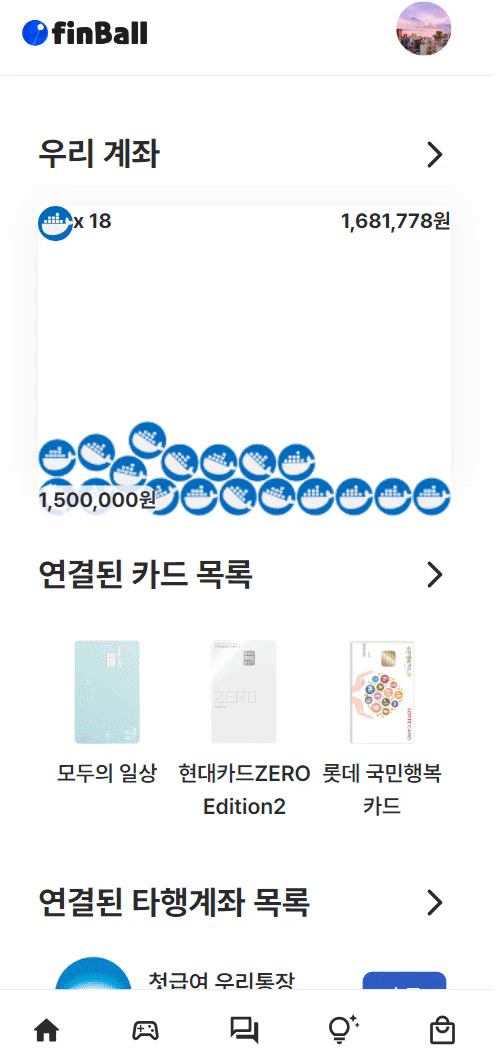 finBall
우리 계좌
x 18
1,681,778원
1,500,000원
연결된 카드 목록
ZERO
모두의 일상
현대카드ZERO
Edition2
롯데 국민행복
카드
연결된 타행계좌 목록
첫급여 우리통장